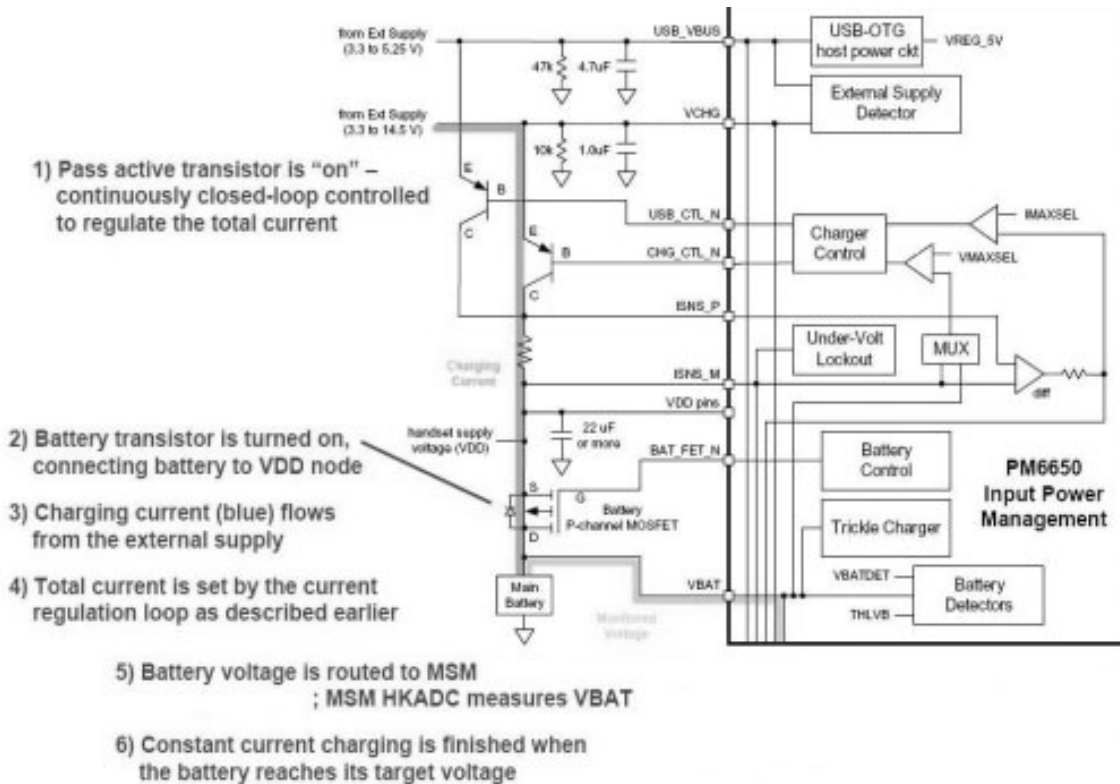 from Ext Supply
(3.3 to 5.25 V)
USB_VBUS
USB-OTG
host power ckt
VREG_5V
47k
4.7uF
External Supply
Detector
from Ext Supply
(3.3 to 14.5 V)
VCHG
10k
1.0uF
1) Pass active transistor is “on” –
continuously closed-loop controlled
to regulate the total current
E
B
C
USB_CTL_N
IMAXSEL
Charger
Control
E
B
C
CHG_CTL_N
VMAXSEL
ISNS_P
Under-Volt
Lockout
MUX
Charging
Current
ISNS_M
diff
VDD pins
handset supply
voltage (VDD)
22 uF
or more
2) Battery transistor is turned on,
connecting battery to VDD node
BAT_FET_N
Battery
Control
PM6650
Input Power
Management
S
G
D
Battery
P-channel MOSFET
3) Charging current (blue) flows
from the external supply
Trickle Charger
4) Total current is set by the current
regulation loop as described earlier
Main
Battery
VBAT
VBATDET
THLVB
Battery
Detectors
Monitored
Voltage
5) Battery voltage is routed to MSM
; MSM HKADC measures VBAT
6) Constant current charging is finished when
the battery reaches its target voltage